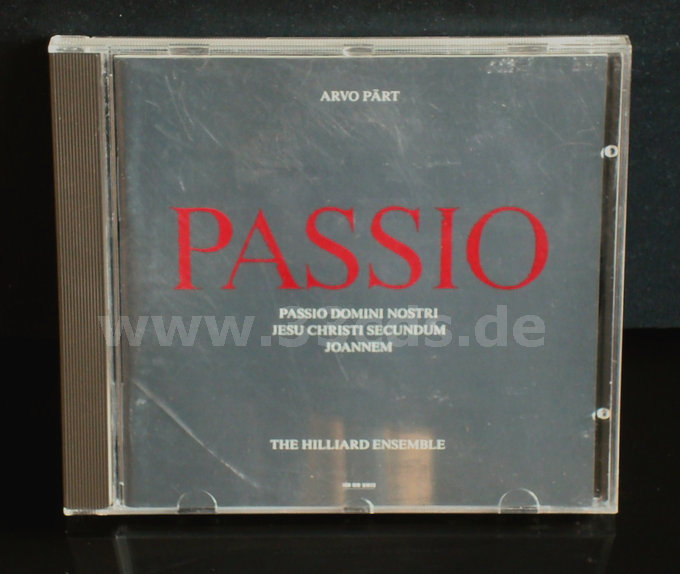 ARVO PÄRT
PASSIO
PASSIO DOMINI NOSTRI
JESU CHRISTI SECUNDUM
JOANNEM
THE HILLIARD ENSEMBLE